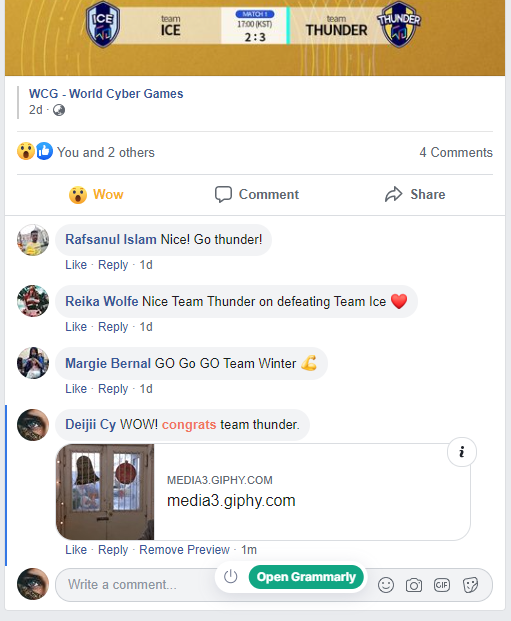 ICE
team
ICE
MATCH 1
17:00 (KST)
2:3
team
THUNDER
THUNDER
WCG - World Cyber Games
2d ·
You and 2 others
4 Comments
Wow
Comment
Share
Rafsanul Islam Nice! Go thunder!
Like · Reply · 1d
Reika Wolfe Nice Team Thunder on defeating Team Ice ❤️
Like · Reply · 1d
Margie Bernal GO Go GO Team Winter 💪
Like · Reply · 1d
Deijii Cy WOW! congrats team thunder.
MEDIA3.GIPHY.COM
media3.giphy.com
i
Like · Reply · Remove Preview · 1m
Write a comment...
Open Grammarly
GIF